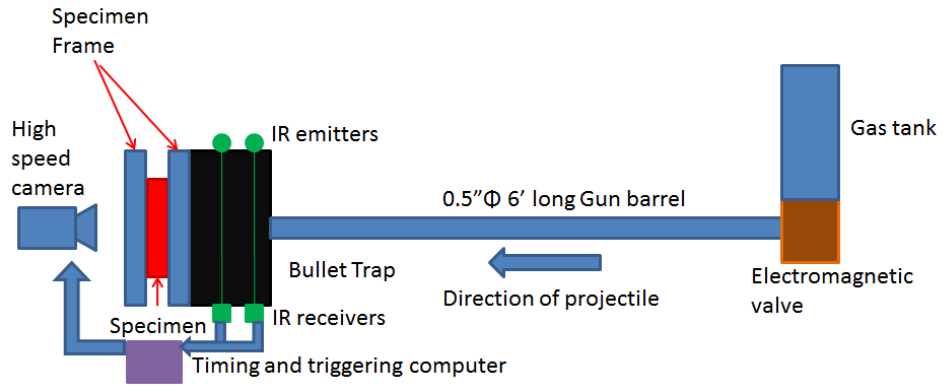 Specimen
Frame
High
speed
camera
IR emitters
Gas tank
0.5”Φ 6’ long Gun barrel
Bullet Trap
Direction of projectile
Electromagnetic
valve
Specimen
IR receivers
Timing and triggering computer